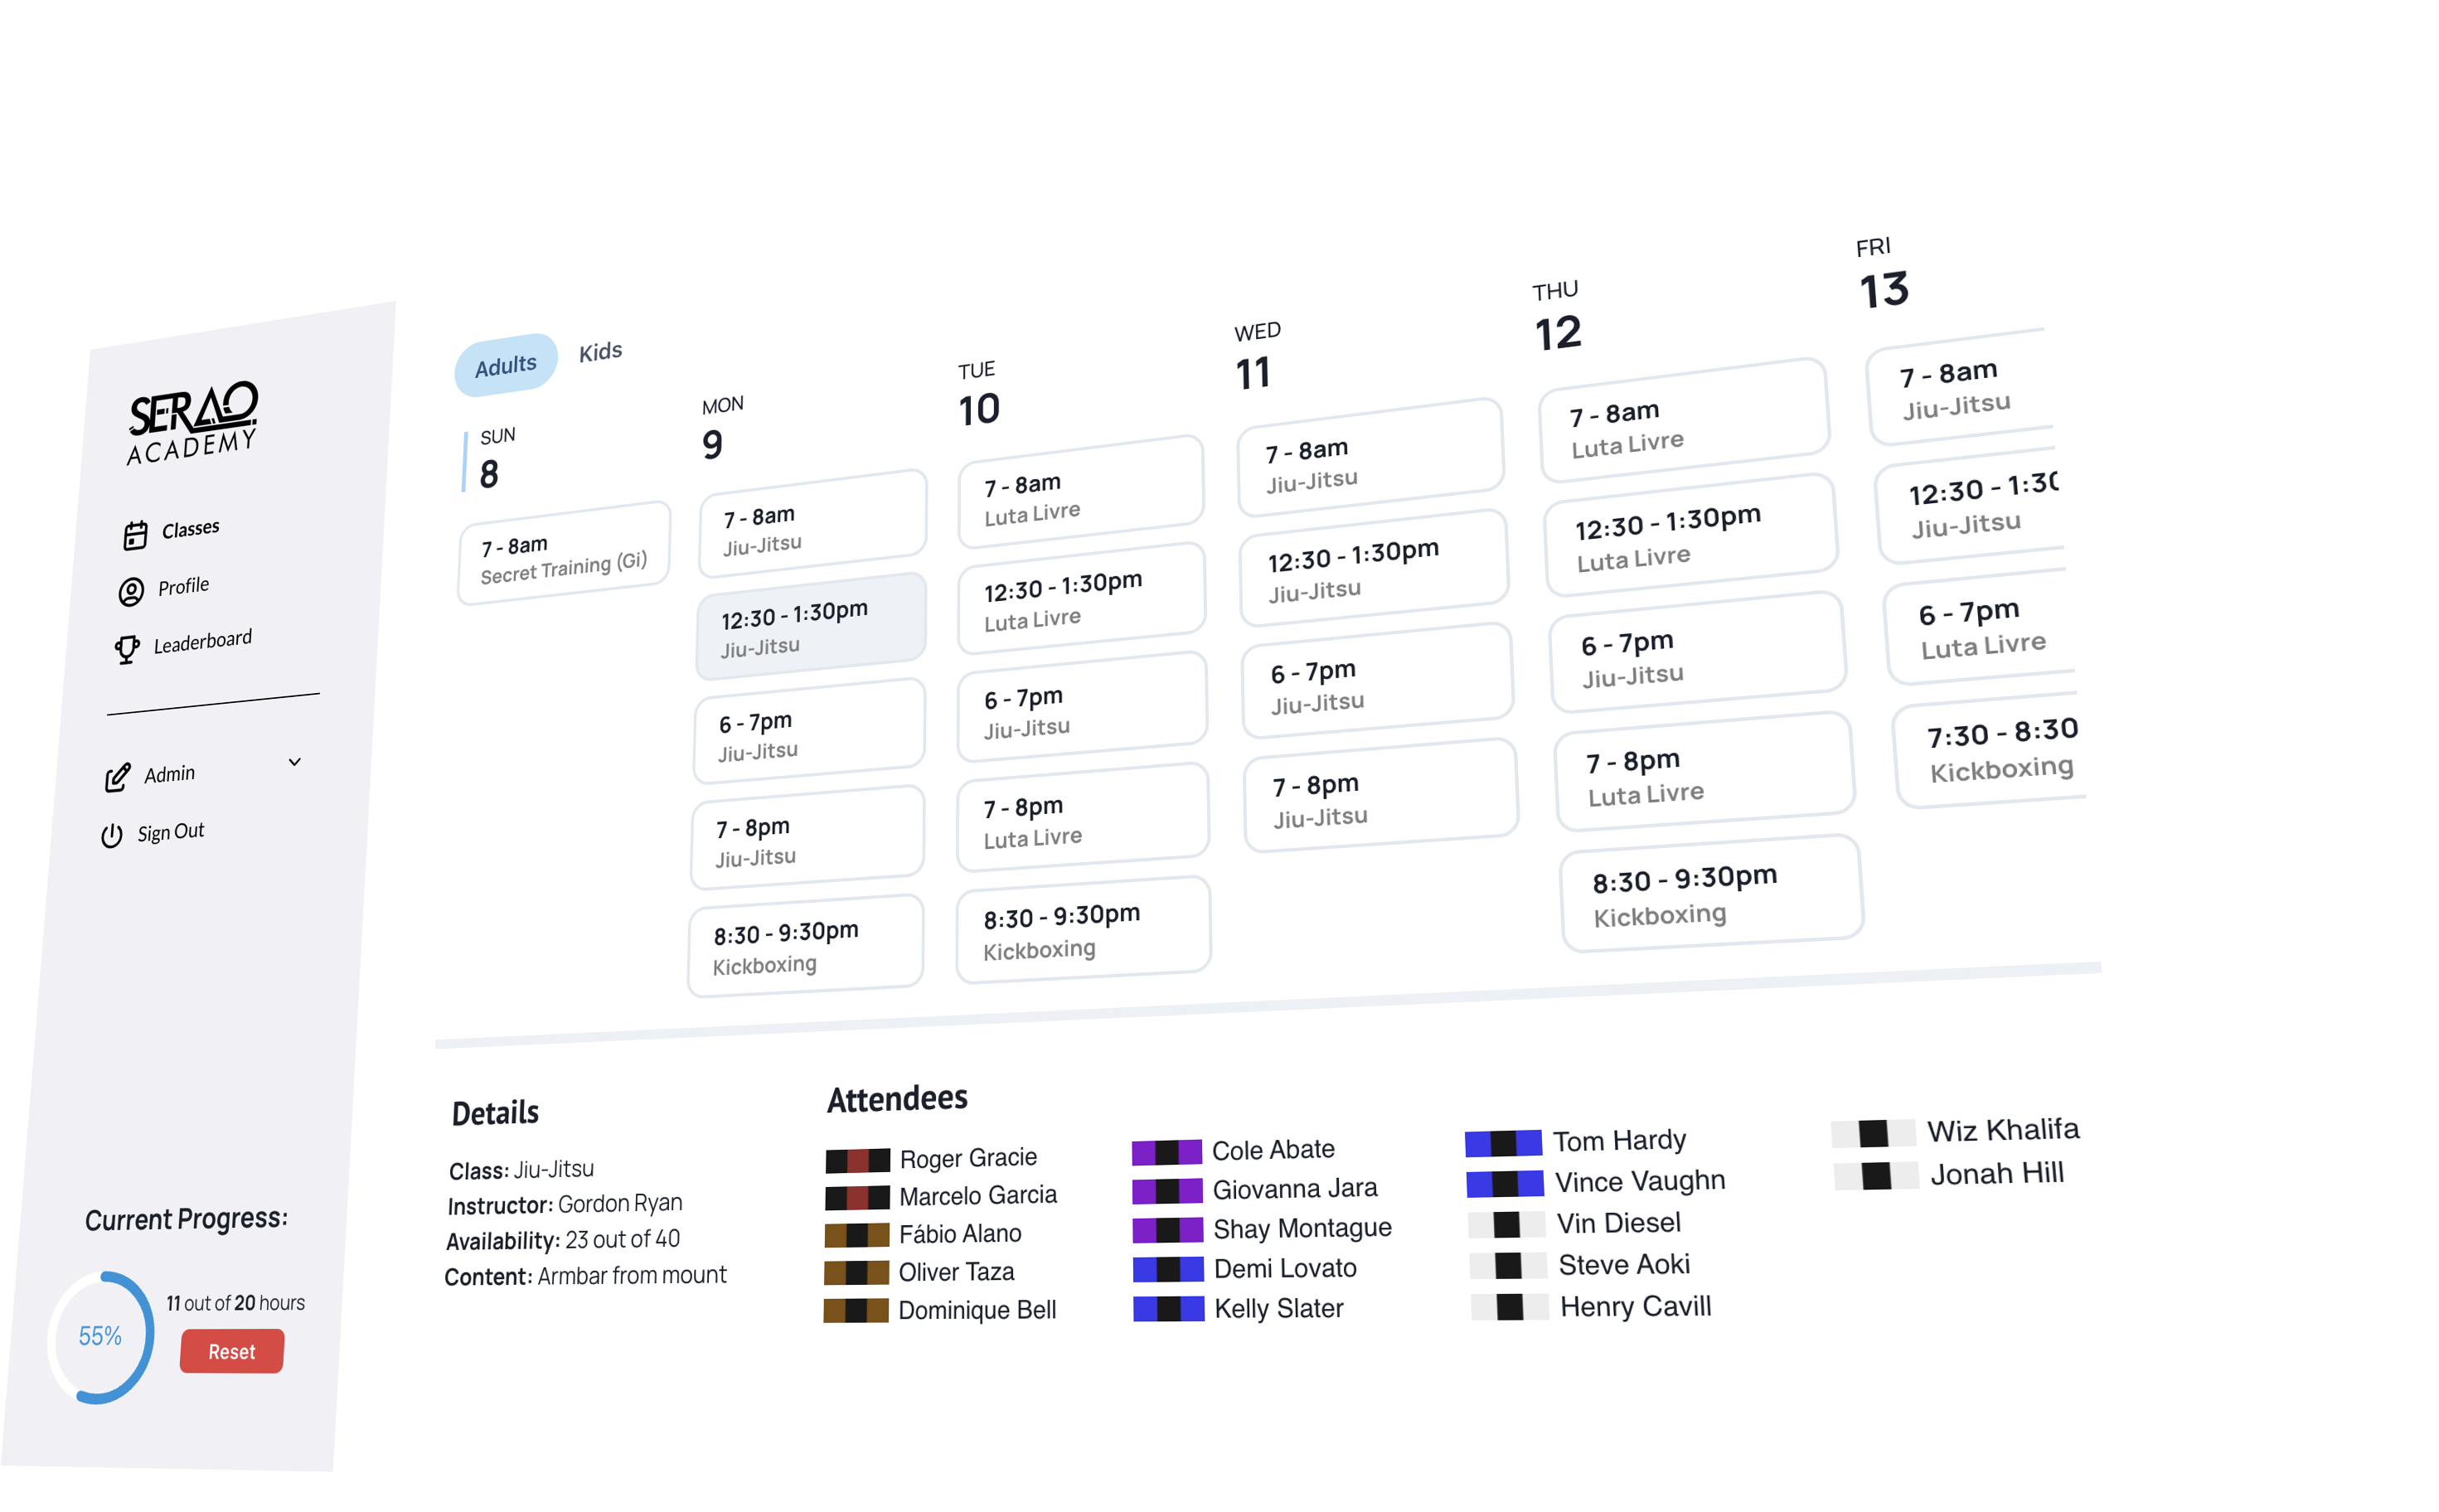 SERAO
ACADEMY
Classes
Profile
Leaderboard
Admin
Sign Out
Current Progress:
55%
11 out of 20 hours
Reset
Adults
Kids
SUN
8
7 - 8am
Secret Training (Gi)
MON
9
7 - 8am
Jiu-Jitsu
12:30 - 1:30pm
Jiu-Jitsu
6 - 7pm
Jiu-Jitsu
7 - 8pm
Jiu-Jitsu
8:30 - 9:30pm
Kickboxing
TUE
10
7 - 8am
Luta Livre
12:30 - 1:30pm
Luta Livre
6 - 7pm
Jiu-Jitsu
7 - 8pm
Luta Livre
8:30 - 9:30pm
Kickboxing
WED
11
7 - 8am
Jiu-Jitsu
12:30 - 1:30pm
Jiu-Jitsu
6 - 7pm
Jiu-Jitsu
7 - 8pm
Jiu-Jitsu
THU
12
7 - 8am
Luta Livre
12:30 - 1:30pm
Luta Livre
6 - 7pm
Jiu-Jitsu
7 - 8pm
Luta Livre
8:30 - 9:30pm
Kickboxing
FRI
13
7 - 8am
Jiu-Jitsu
12:30 - 1:30
Jiu-Jitsu
6 - 7pm
Luta Livre
7:30 - 8:30
Kickboxing
Details
Class: Jiu-Jitsu
Instructor: Gordon Ryan
Availability: 23 out of 40
Content: Armbar from mount
Attendees
Roger Gracie
Marcelo Garcia
Fábio Alano
Oliver Taza
Dominique Bell
Cole Abate
Giovanna Jara
Shay Montague
Demi Lovato
Kelly Slater
Tom Hardy
Vince Vaughn
Vin Diesel
Steve Aoki
Henry Cavill
Wiz Khalifa
Jonah Hill